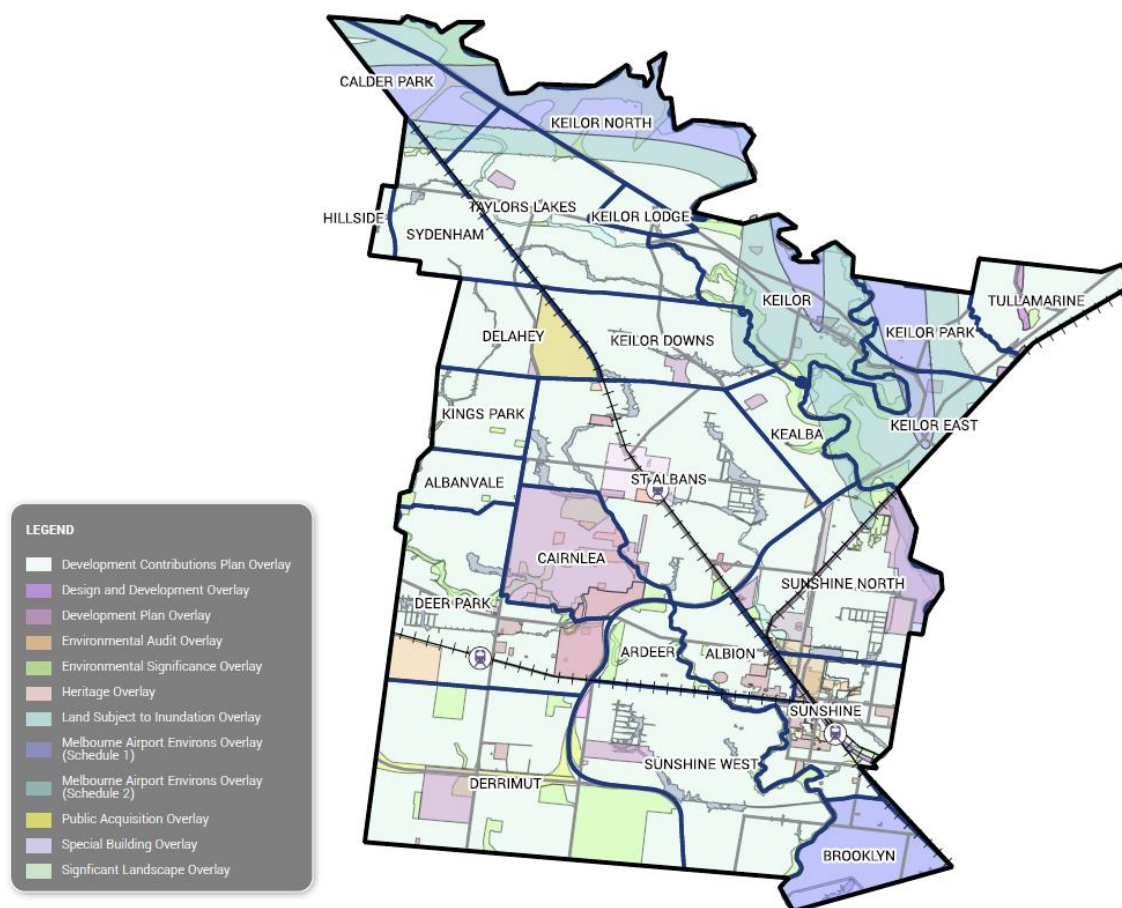 CALDER PARK
KEILOR NORTH
HILLSIDE
TAYLORS LAKES
KEILOR LODGE
SYDENHAM
KEILOR
TULLAMARINE
KEILOR PARK
DELAHEY
KEILOR DOWNS
KINGS PARK
KEALBA
KEILOR EAST
ALBANVALE
ST ALBANS
CAIRNLEA
SUNSHINE NORTH
DEER PARK
ARDEER
ALBION
SUNSHINE
SUNSHINE WEST
DERRIMUT
BROOKLYN
LEGEND
Development Contributions Plan Overlay
Design and Development Overlay
Development Plan Overlay
Environmental Audit Overlay
Environmental Significance Overlay
Heritage Overlay
Land Subject to Inundation Overlay
Melbourne Airport Environs Overlay
(Schedule 1)
Melbourne Airport Environs Overlay
(Schedule 2)
Public Acquisition Overlay
Special Building Overlay
Signficant Landscape Overlay